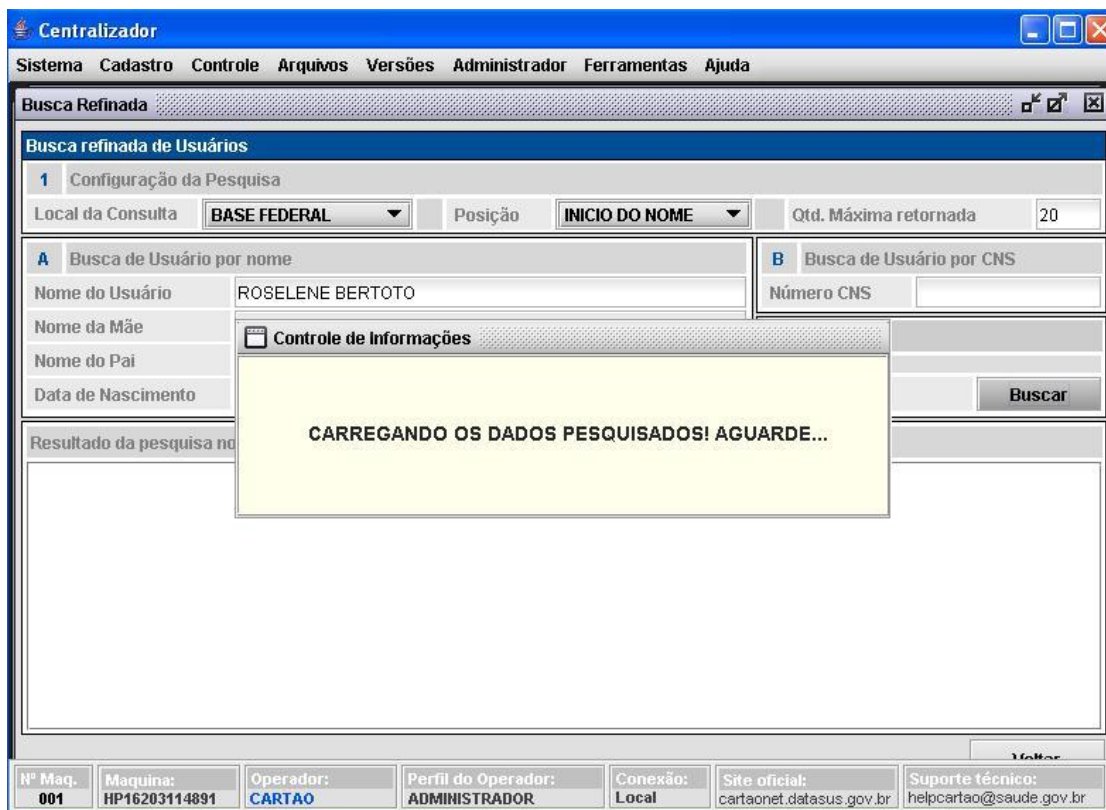 Centralizador
Sistema Cadastro Controle Arquivos Versões Administrador Ferramentas Ajuda
Busca Refinada
Busca refinada de Usuários
1 Configuração da Pesquisa
Local da Consulta BASE FEDERAL Posição INICIO DO NOME Qtd. Máxima retornada 20
A Busca de Usuário por nome B Busca de Usuário por CNS
Nome do Usuário ROSELENE BERTOTO Número CNS
Nome da Mãe
Controle de Informações
Nome do Pai
Data de Nascimento Buscar
CARREGANDO OS DADOS PESQUISADOS! AGUARDE...
Resultado da pesquisa no
Voltar
Nº Maq. Maquina: Operador: Perfil do Operador: Conexão: Site oficial: Suporte técnico:
001 HP16203114891 CARTAO ADMINISTRADOR Local cartaonet.datasus.gov.br helpcartao@saude.gov.br